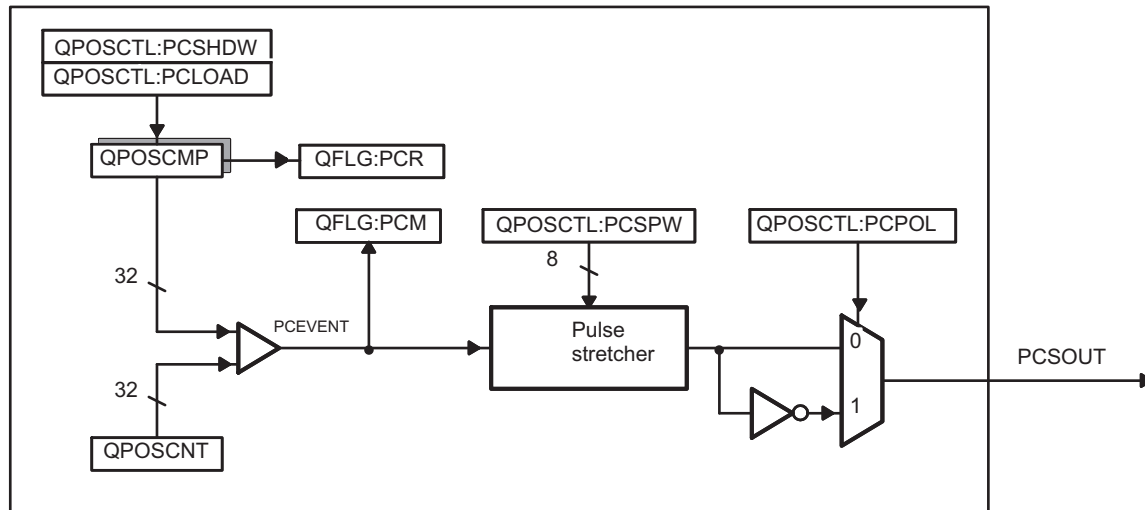 QPOSCTL:PCSHDW
QPOSCTL:PCLOAD
QPOSCMP
QFLG:PCR
QFLG:PCM
QPOSCTL:PCSPW
QPOSCTL:PCPOL
8
32
PCEVENT
Pulse
stretcher
0
PCSOUT
32
1
QPOSCNT